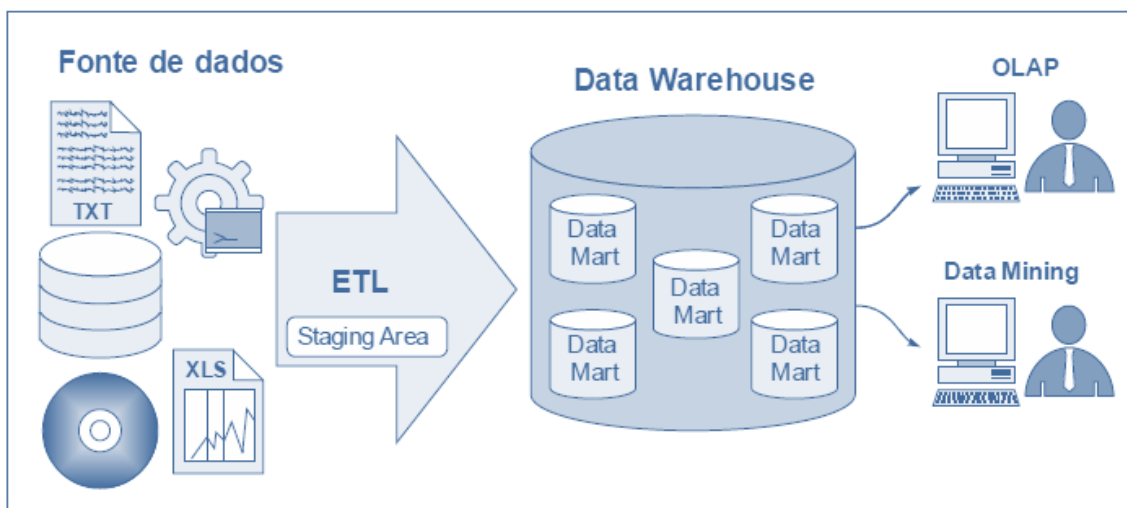 Fonte de dados
TXT
XLS
ETL
Staging Area
Data Warehouse
Data
Mart
Data
Mart
Data
Mart
Data
Mart
Data
Mart
OLAP
Data Mining